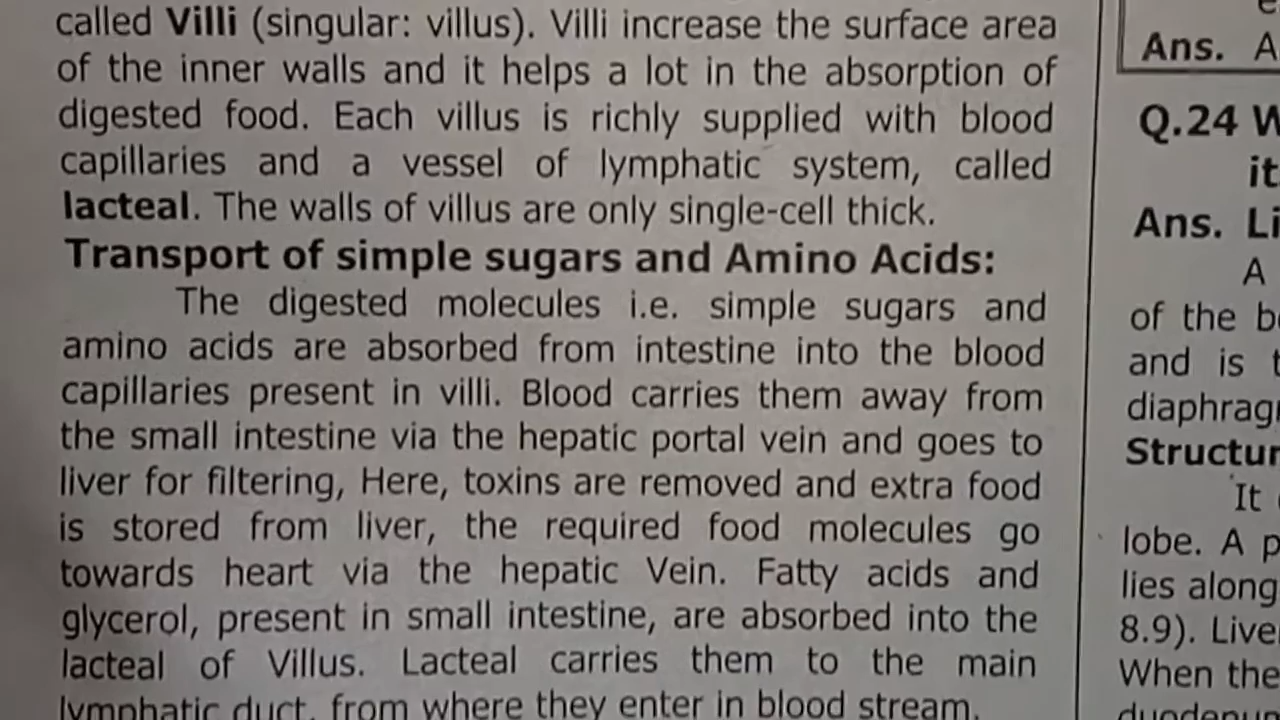 called Villi (singular: villus). Villi increase the surface area
of the inner walls and it helps a lot in the absorption of
digested food. Each villus is richly supplied with blood
capillaries and a vessel of lymphatic system, called
lacteal. The walls of villus are only single-cell thick.
Transport of simple sugars and Amino Acids:
The digested molecules i.e. simple sugars and
amino acids are absorbed from intestine into the blood
capillaries present in villi. Blood carries them away from
the small intestine via the hepatic portal vein and goes to
liver for filtering, Here, toxins are removed and extra food
is stored from liver, the required food molecules go
towards heart via the hepatic Vein. Fatty acids and
glycerol, present in small intestine, are absorbed into the
lacteal of Villus. Lacteal carries them to the main
lymphatic duct, from where they enter in blood stream.
Ans. A
Q.24 W
it
Ans. Li
A
of the b
and is t
diaphrag
Structur
It
lobe. A p
lies along
8.9). Live
When the
duodenu